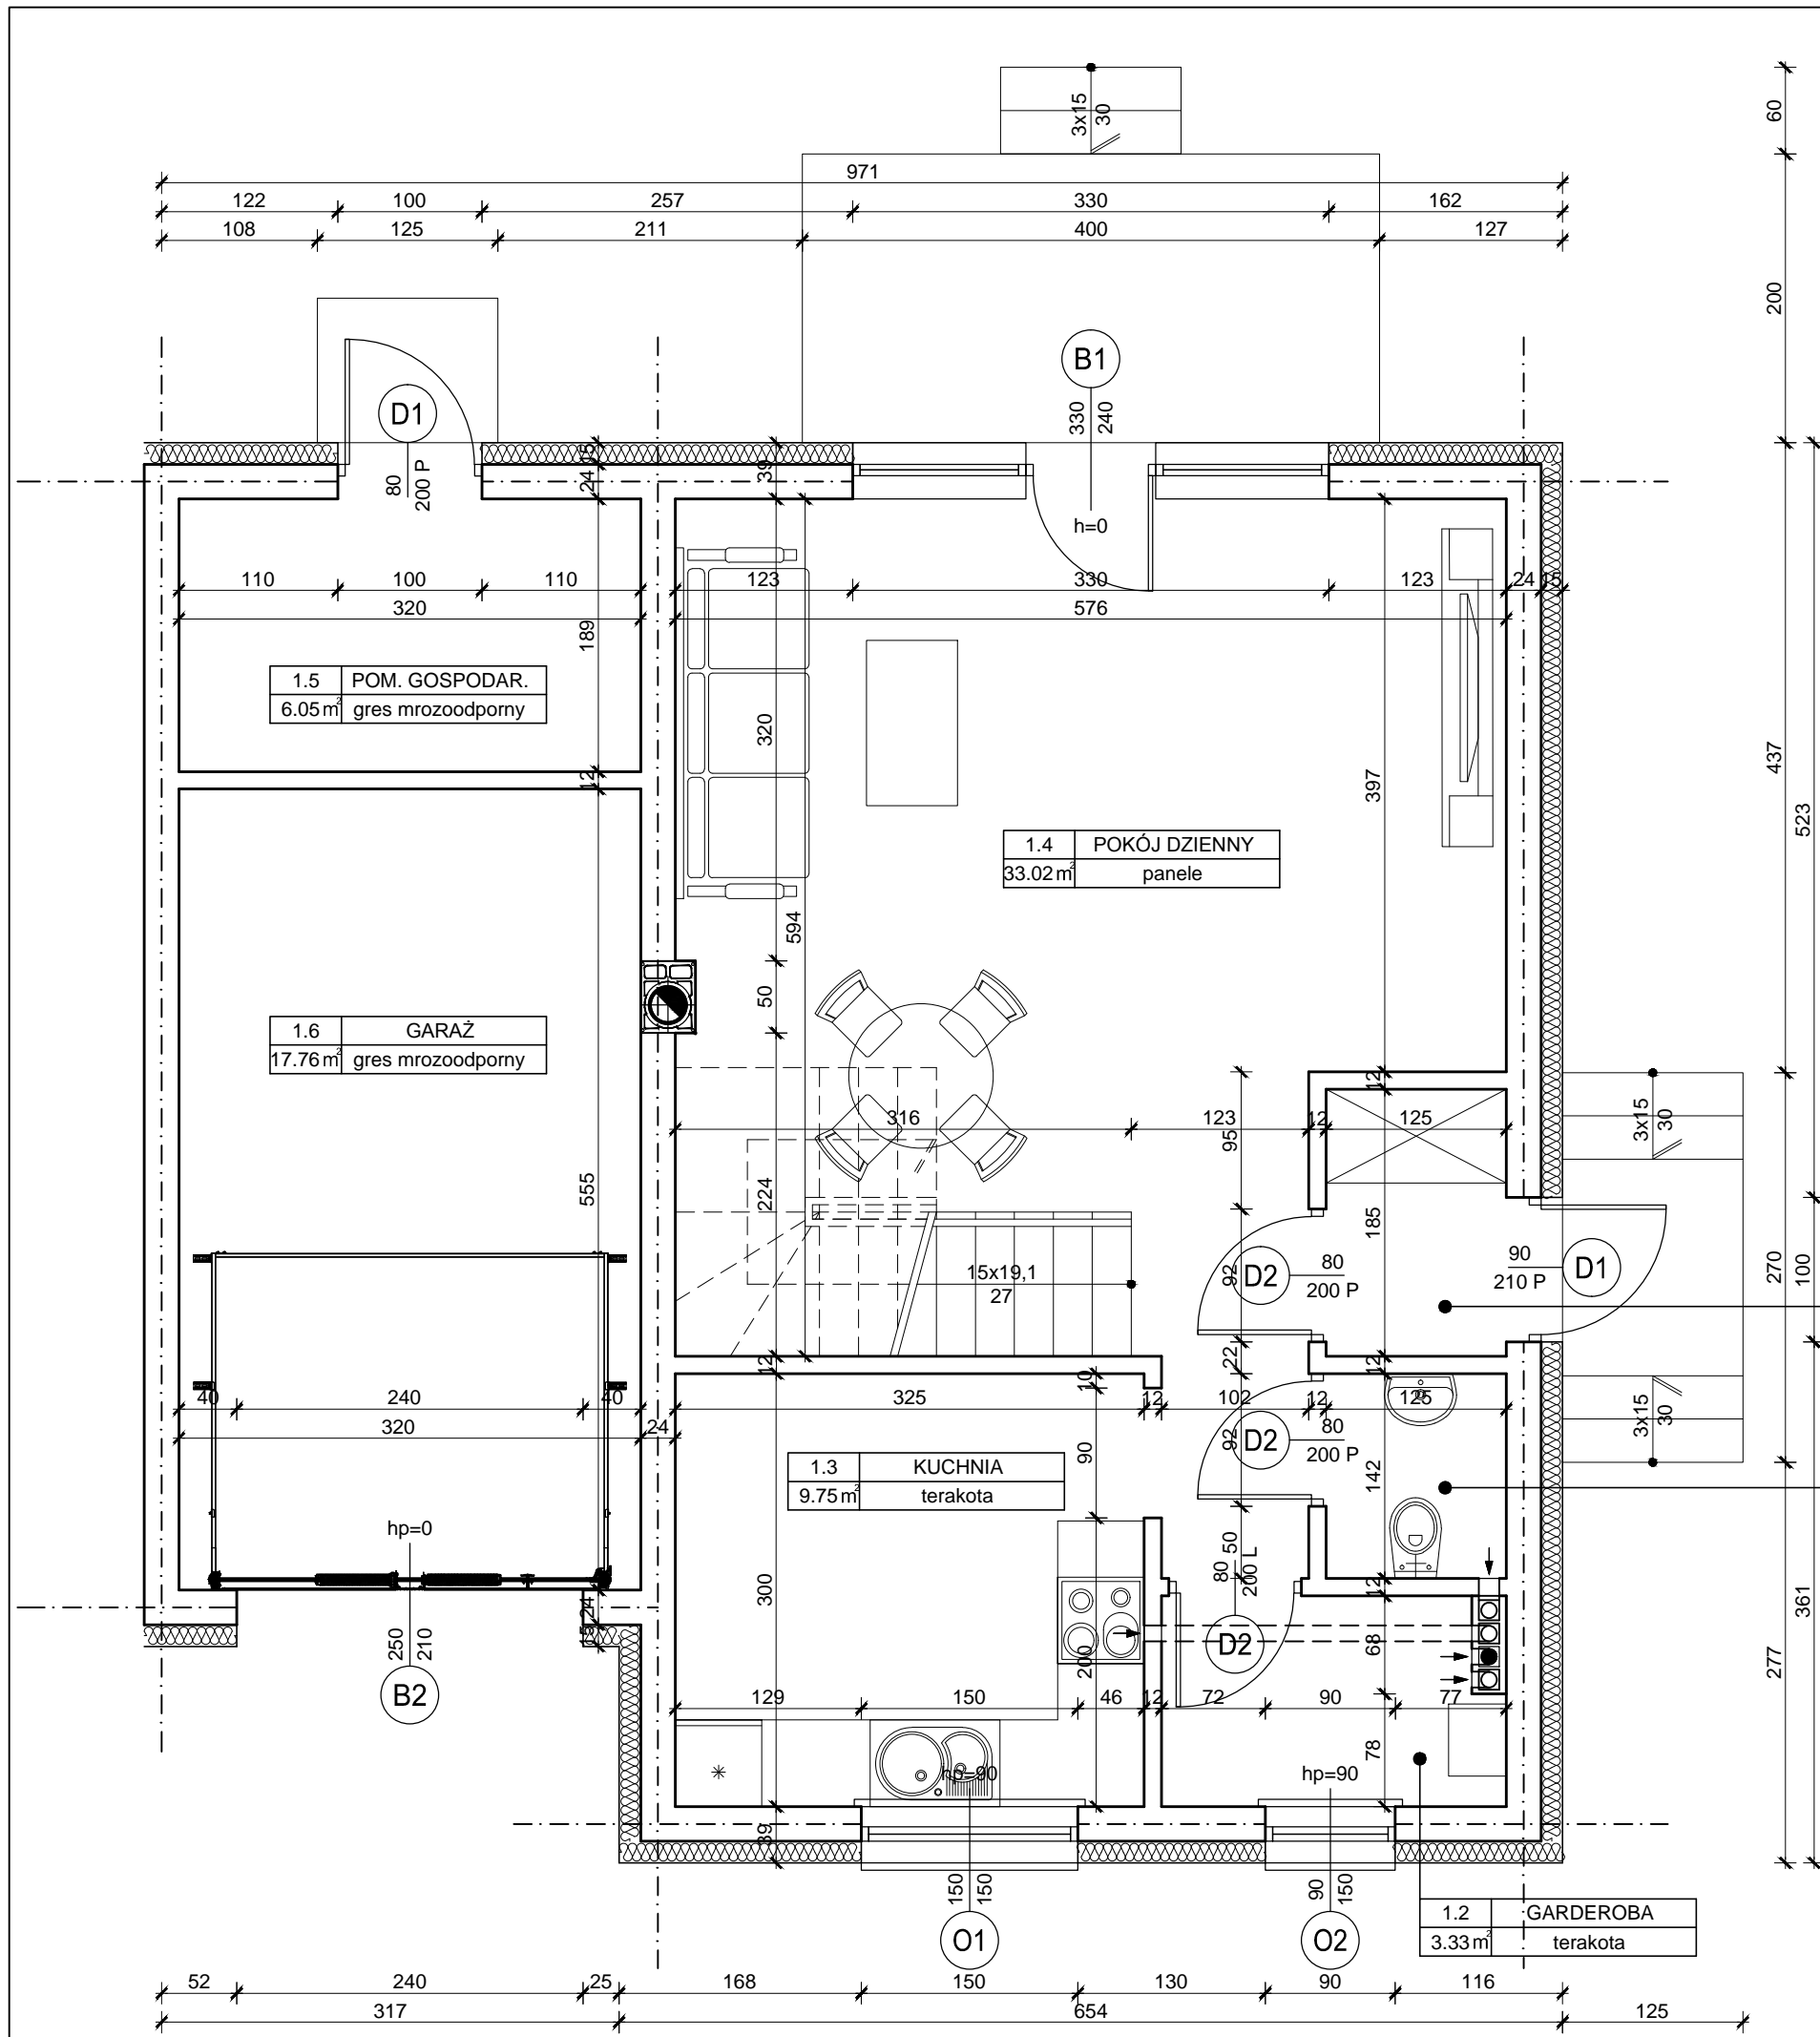 3x15
30
60
971
122 100 257 330 162
108 125 211 400 127
200
B1
330
240
h=0
D1
80
200 P
15
24
39
110 100 110 123 330 123 24 15
320 576
189
1.5 POM. GOSPODAR.
6.05 m² gres mrozoodporny
320
397
437
523
12
1.4 POKÓJ DZIENNY
33.02 m² panele
594
50
1.6 GARAŻ
17.76 m² gres mrozoodporny
12
316 123 12 125
95
3x15
30
555
224
185
15x19,1
27
92
D2
80
200 P
90
210 P
D1
270
100
22
12
12
10
40 240 40 325 12 102 12 125
320 24
90
92
D2
80
200 P
142
3x15
30
1.3 KUCHNIA
9.75 m² terakota
hp=0
300
50
80
200 L
12
24
15
250
210
B2
200
D2
68
361
277
129 150 46 12 72 90 77
78
hp=90 hp=90
39
150
150
90
150
O1 O2
1.2 GARDEROBA
3.33 m² terakota
52 240 25 168 150 130 90 116
317 654 125